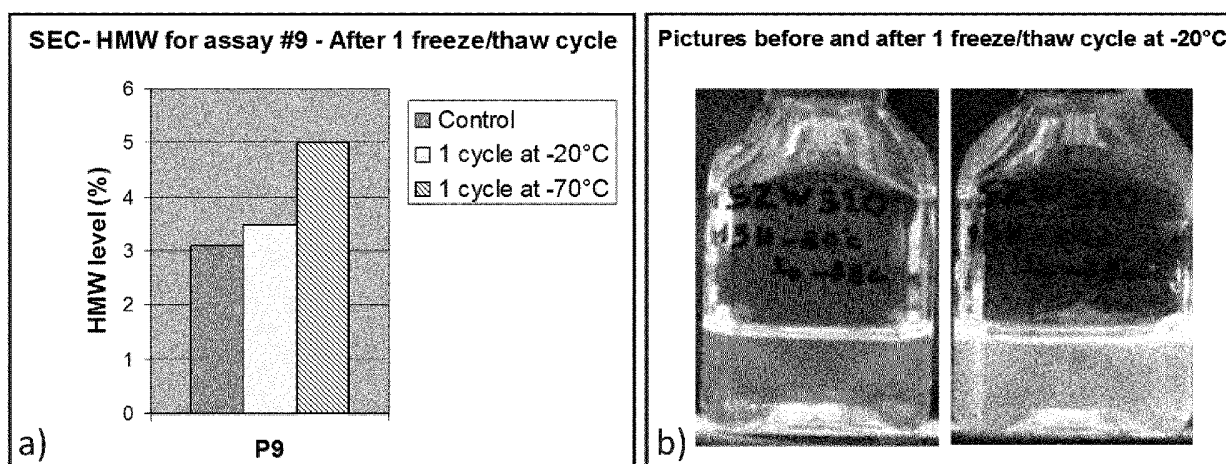 SEC- HMW for assay #9 - After 1 freeze/thaw cycle
HMW level (%)
6
5
4
3
2
1
0
P9
Control
1 cycle at -20°C
1 cycle at -70°C
a)
Pictures before and after 1 freeze/thaw cycle at -20°C
SZW320
b)